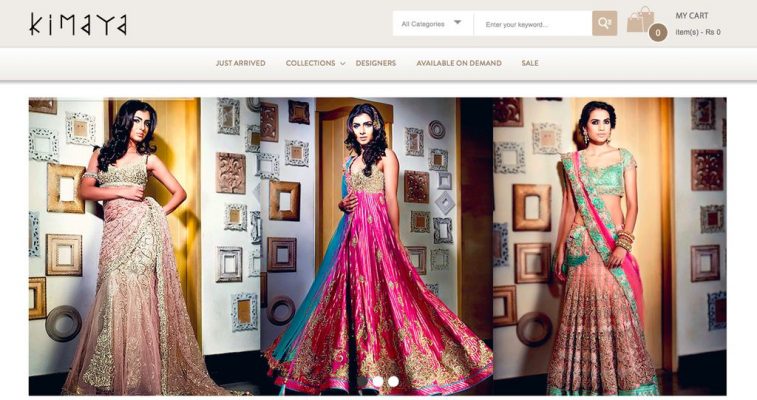 KIMAYA
All Categories
Enter your keyword...
MY CART
0
item(s) - Rs 0
JUST ARRIVED
COLLECTIONS
DESIGNERS
AVAILABLE ON DEMAND
SALE